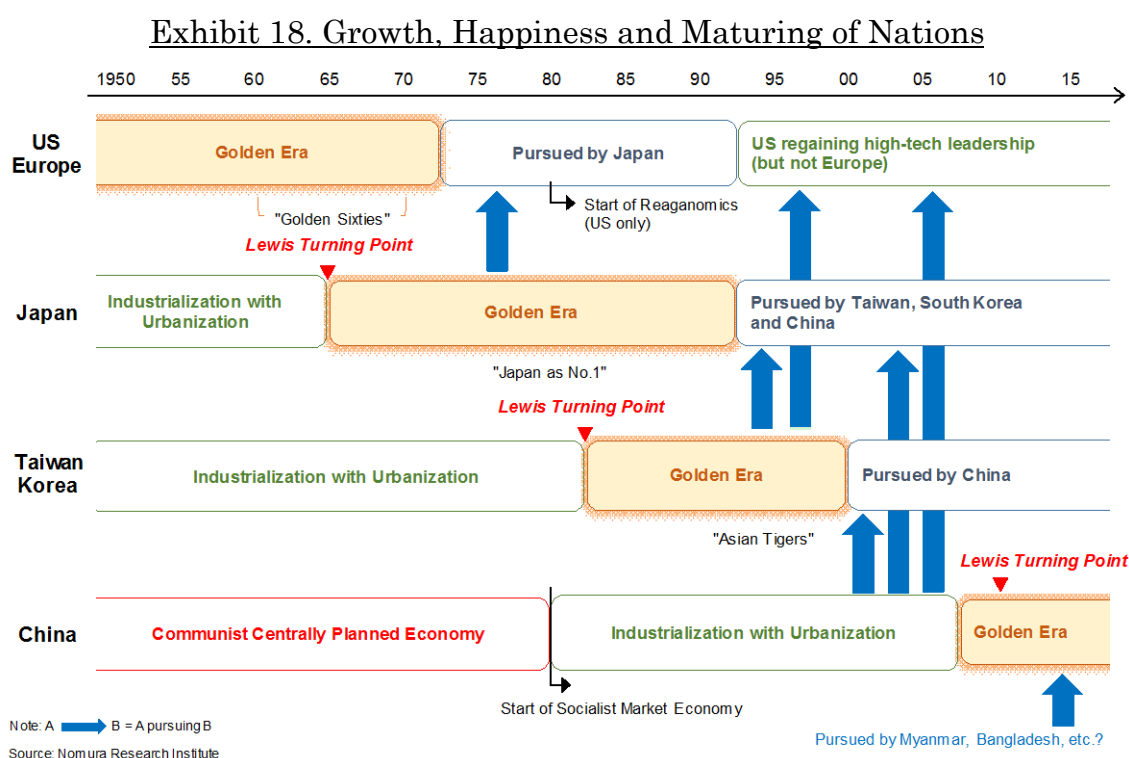 Exhibit 18. Growth, Happiness and Maturing of Nations
1950 55 60 65 70 75 80 85 90 95 00 05 10 15
US
Europe
Golden Era
Pursued by Japan
US regaining high-tech leadership
(but not Europe)
"Golden Sixties"
Start of Reaganomics
(US only)
Lewis Turning Point
Japan
Industrialization with
Urbanization
Golden Era
Pursued by Taiwan, South Korea
and China
"Japan as No.1"
Lewis Turning Point
Taiwan
Korea
Industrialization with Urbanization
Golden Era
Pursued by China
"Asian Tigers"
Lewis Turning Point
China
Communist Centrally Planned Economy
Industrialization with Urbanization
Golden Era
Start of Socialist Market Economy
Note: A B = A pursuing B
Pursued by Myanmar, Bangladesh, etc.?
Source: Nomura Research Institute